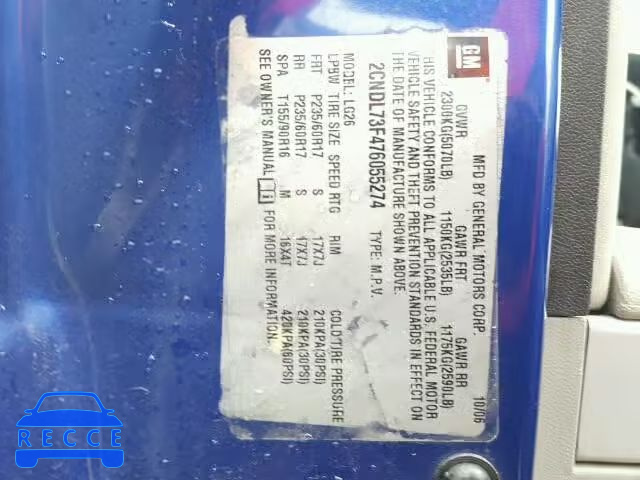 GM
MFD BY GENERAL MOTORS CORP. 10/06
GVWR GAWR FRT GAWR RR
2300KG(5070LB) 1150KG(2535LB) 1175KG(2590LB)
THIS VEHICLE CONFORMS TO ALL APPLICABLE U.S. FEDERAL MOTOR
VEHICLE SAFETY AND THEFT PREVENTION STANDARDS IN EFFECT ON
THE DATE OF MANUFACTURE SHOWN ABOVE.
2CNDL73F476055274 TYPE: M.P.V.
MODEL: LG26
LPBW TIRE SIZE SPEED RTG RIM COLD TIRE PRESSURE
FRT P235/60R17 S 17X7J 210KPA(30PSI)
RR P235/60R17 S 17X7J 210KPA(30PSI)
SPA T155/90R16 M 16X4T 420KPA(60PSI)
SEE OWNER'S MANUAL FOR MORE INFORMATION.
RECCE